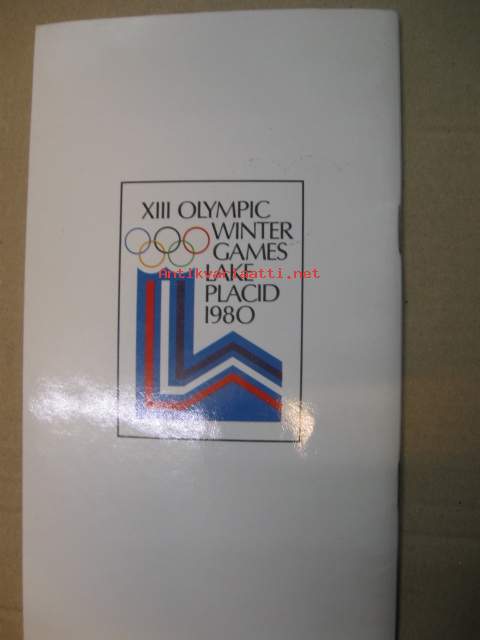 XIII OLYMPIC
WINTER
GAMES
LAKE
PLACID
1980
Antikvariaatti.net